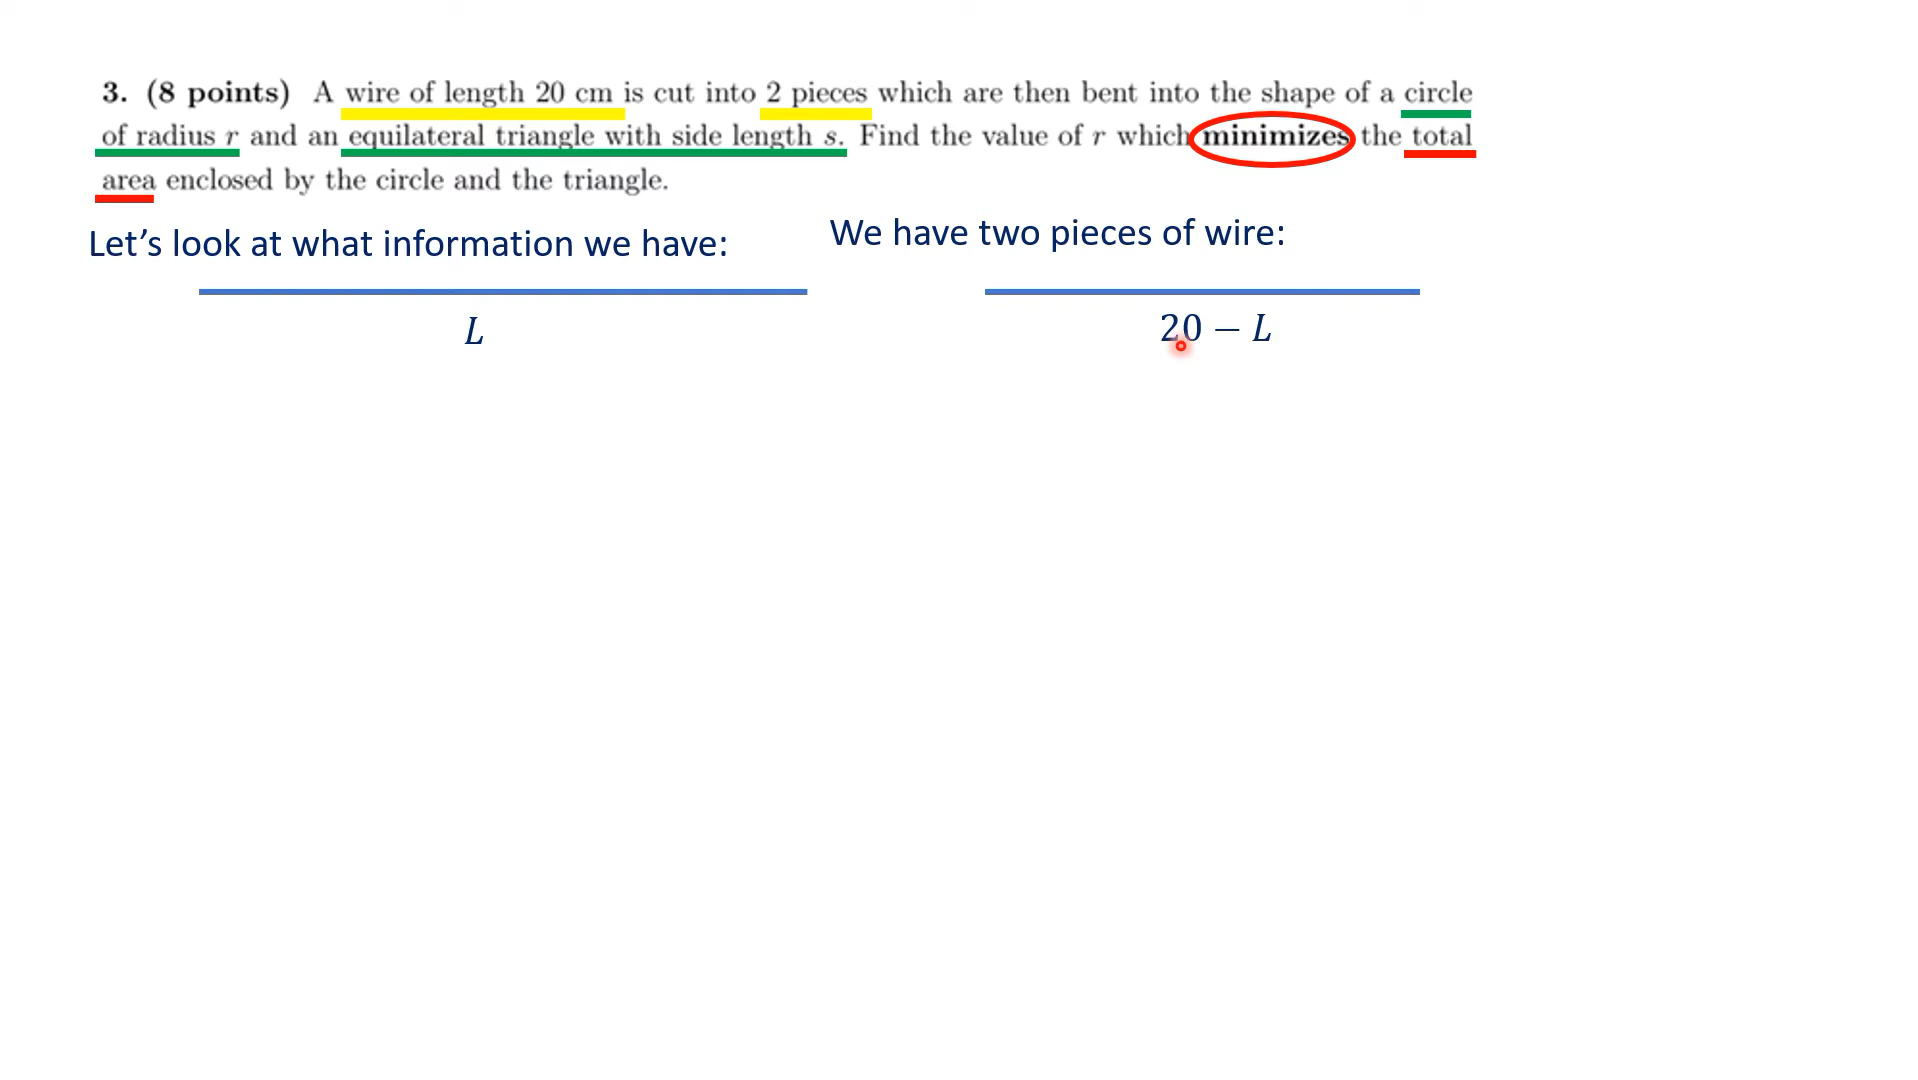 3. (8 points) A wire of length 20 cm is cut into 2 pieces which are then bent into the shape of a circle
of radius r and an equilateral triangle with side length s. Find the value of r which minimizes the total
area enclosed by the circle and the triangle.
Let's look at what information we have:
We have two pieces of wire:
L
20 − L